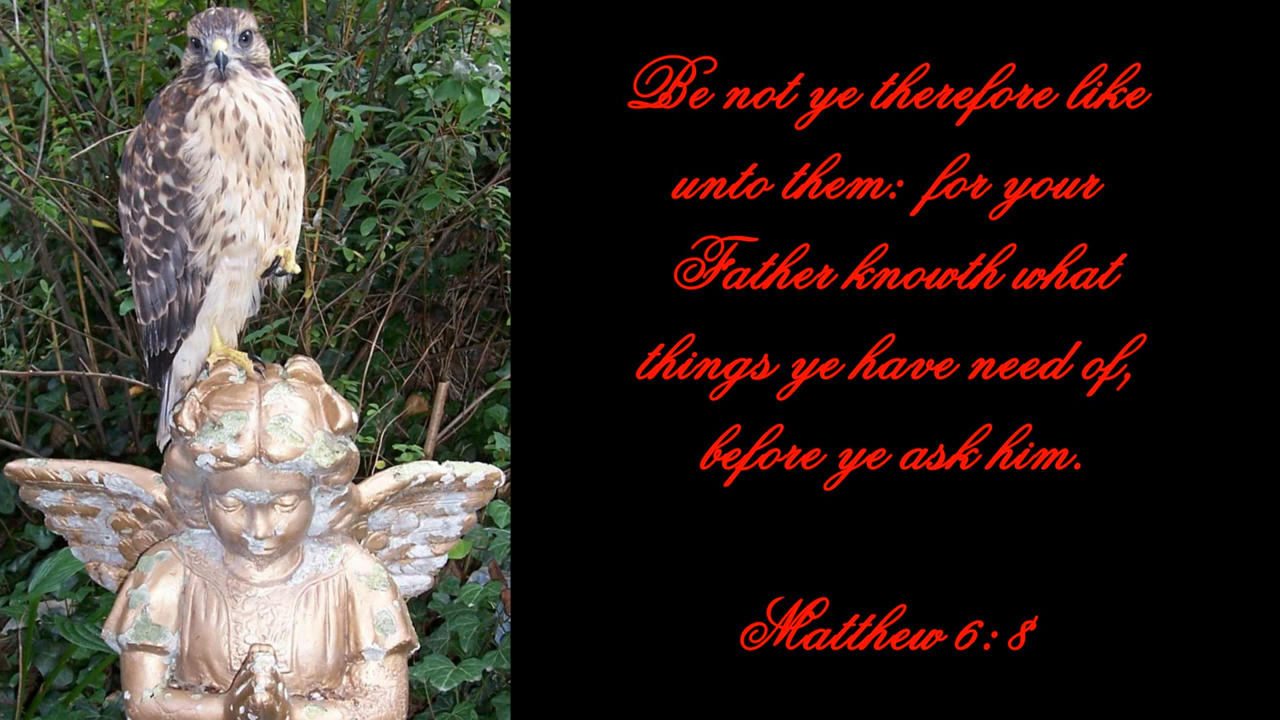 Be not ye therefore like
unto them: for your
Father knowth what
things ye have need of,
before ye ask him.
Matthew 6: 8